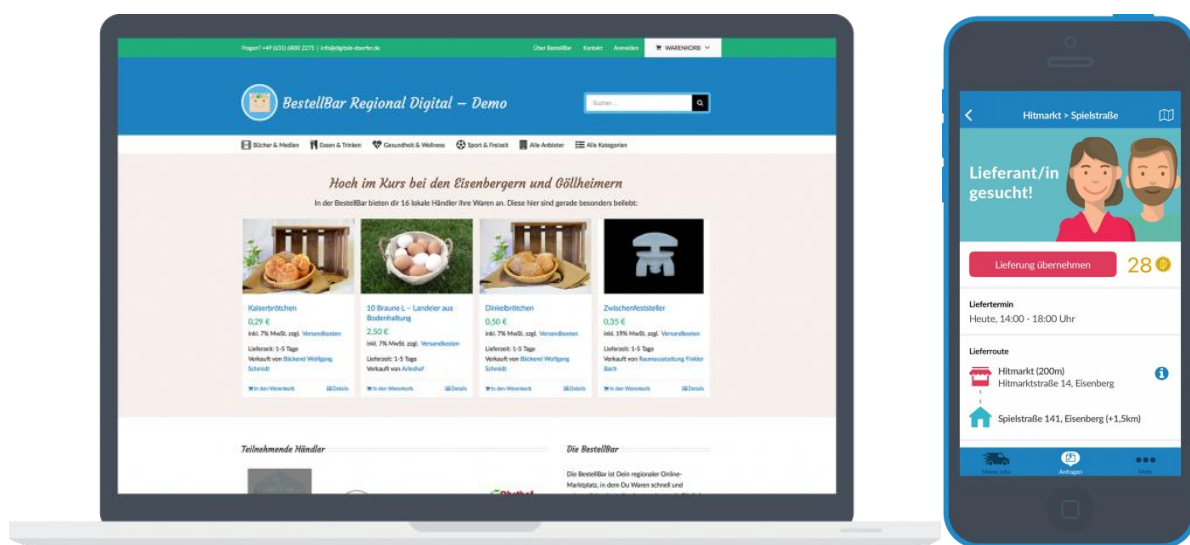 Fragen? +49 (631) 6800 2275 | info@digitale-doerfer.de
Über BestellBar Kontakt Anmelden WARENKORB
BestellBar Regional Digital – Demo
Suchen ...
Bücher & Medien Essen & Trinken Gesundheit & Wellness Sport & Freizeit Alle Anbieter Alle Kategorien
Hoch im Kurs bei den Eisenbergern und Göllheimern
In der BestellBar bieten dir 16 lokale Händler ihre Waren an. Diese hier sind gerade besonders beliebt:
Kaiserbrötchen
0,29 €
inkl. 7% MwSt. zzgl. Versandkosten
Lieferzeit: 1-5 Tage
Verkauft von Bäckerei Wolfgang
Schmidt
In den Warenkorb Details
10 Braune L – Landeier aus
Bodenhaltung
2,50 €
inkl. 7% MwSt. zzgl. Versandkosten
Lieferzeit: 1-5 Tage
Verkauft von Arleshof
In den Warenkorb Details
Dinkelbrötchen
0,50 €
inkl. 7% MwSt. zzgl. Versandkosten
Lieferzeit: 1-5 Tage
Verkauft von Bäckerei Wolfgang
Schmidt
In den Warenkorb Details
Zwischenfeststeller
0,35 €
inkl. 19% MwSt. zzgl. Versandkosten
Lieferzeit: 1-5 Tage
Verkauft von Raumausstattung Finkler
Bach
In den Warenkorb Details
Teilnehmende Händler
Die BestellBar
Die BestellBar ist Dein regionaler Online-
Marktplatz, in dem Du Waren schnell und
Hitmarkt > Spielstraße
Lieferant/in
gesucht!
Lieferung übernehmen 28
Liefertermin
Heute, 14:00 - 18:00 Uhr
Lieferroute
Hitmarkt (200m)
Hitmarktstraße 14, Eisenberg
Spielstraße 141, Eisenberg (+1,5km)
Meine Jobs Anfragen Mehr